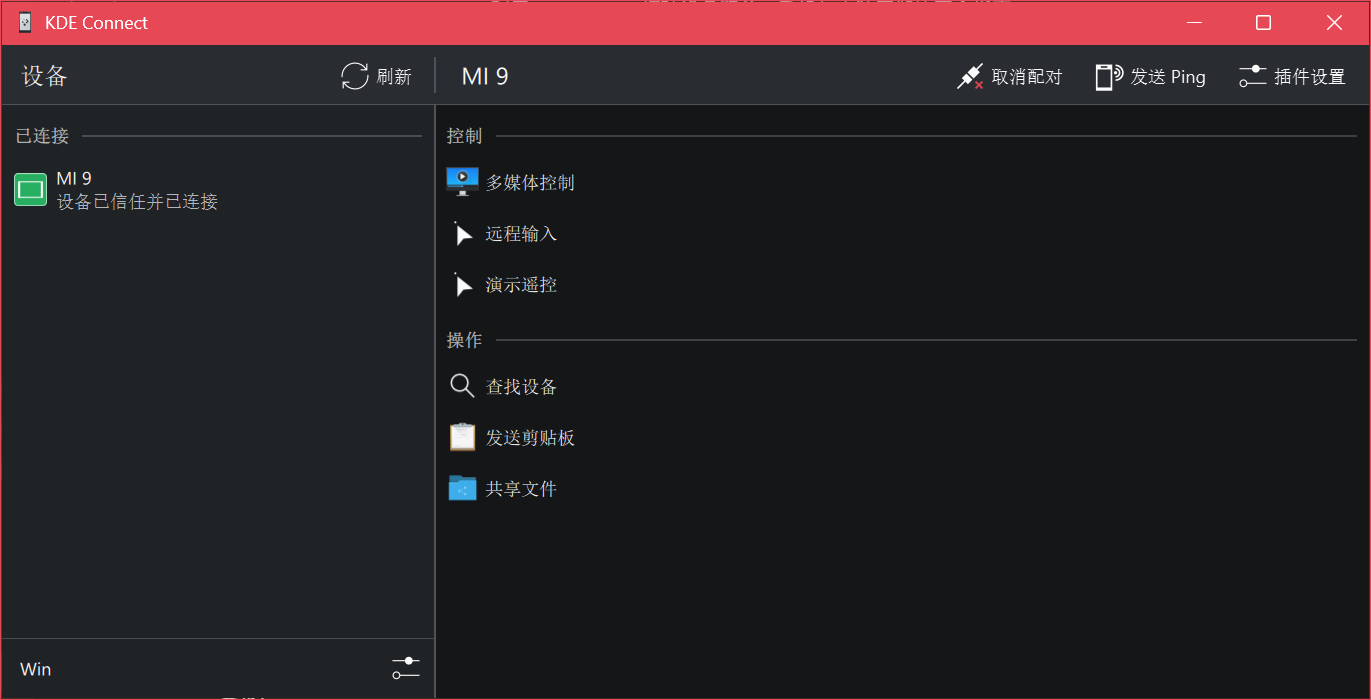 KDE Connect
设备
刷新
MI 9
取消配对
发送 Ping
插件设置
已连接
MI 9
设备已信任并已连接
控制
多媒体控制
远程输入
演示遥控
操作
查找设备
发送剪贴板
共享文件
Win